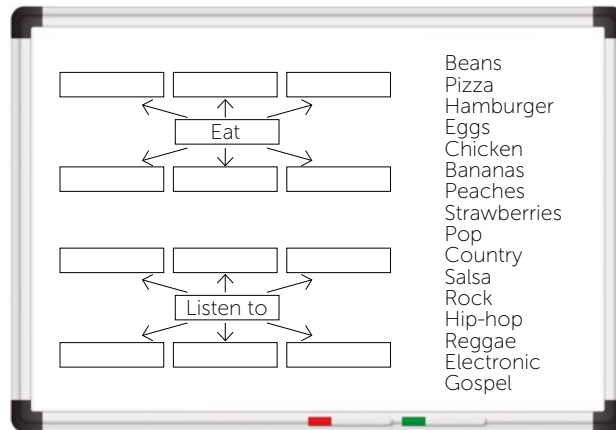 Eat
Listen to
Beans
Pizza
Hamburger
Eggs
Chicken
Bananas
Peaches
Strawberries
Pop
Country
Salsa
Rock
Hip-hop
Reggae
Electronic
Gospel